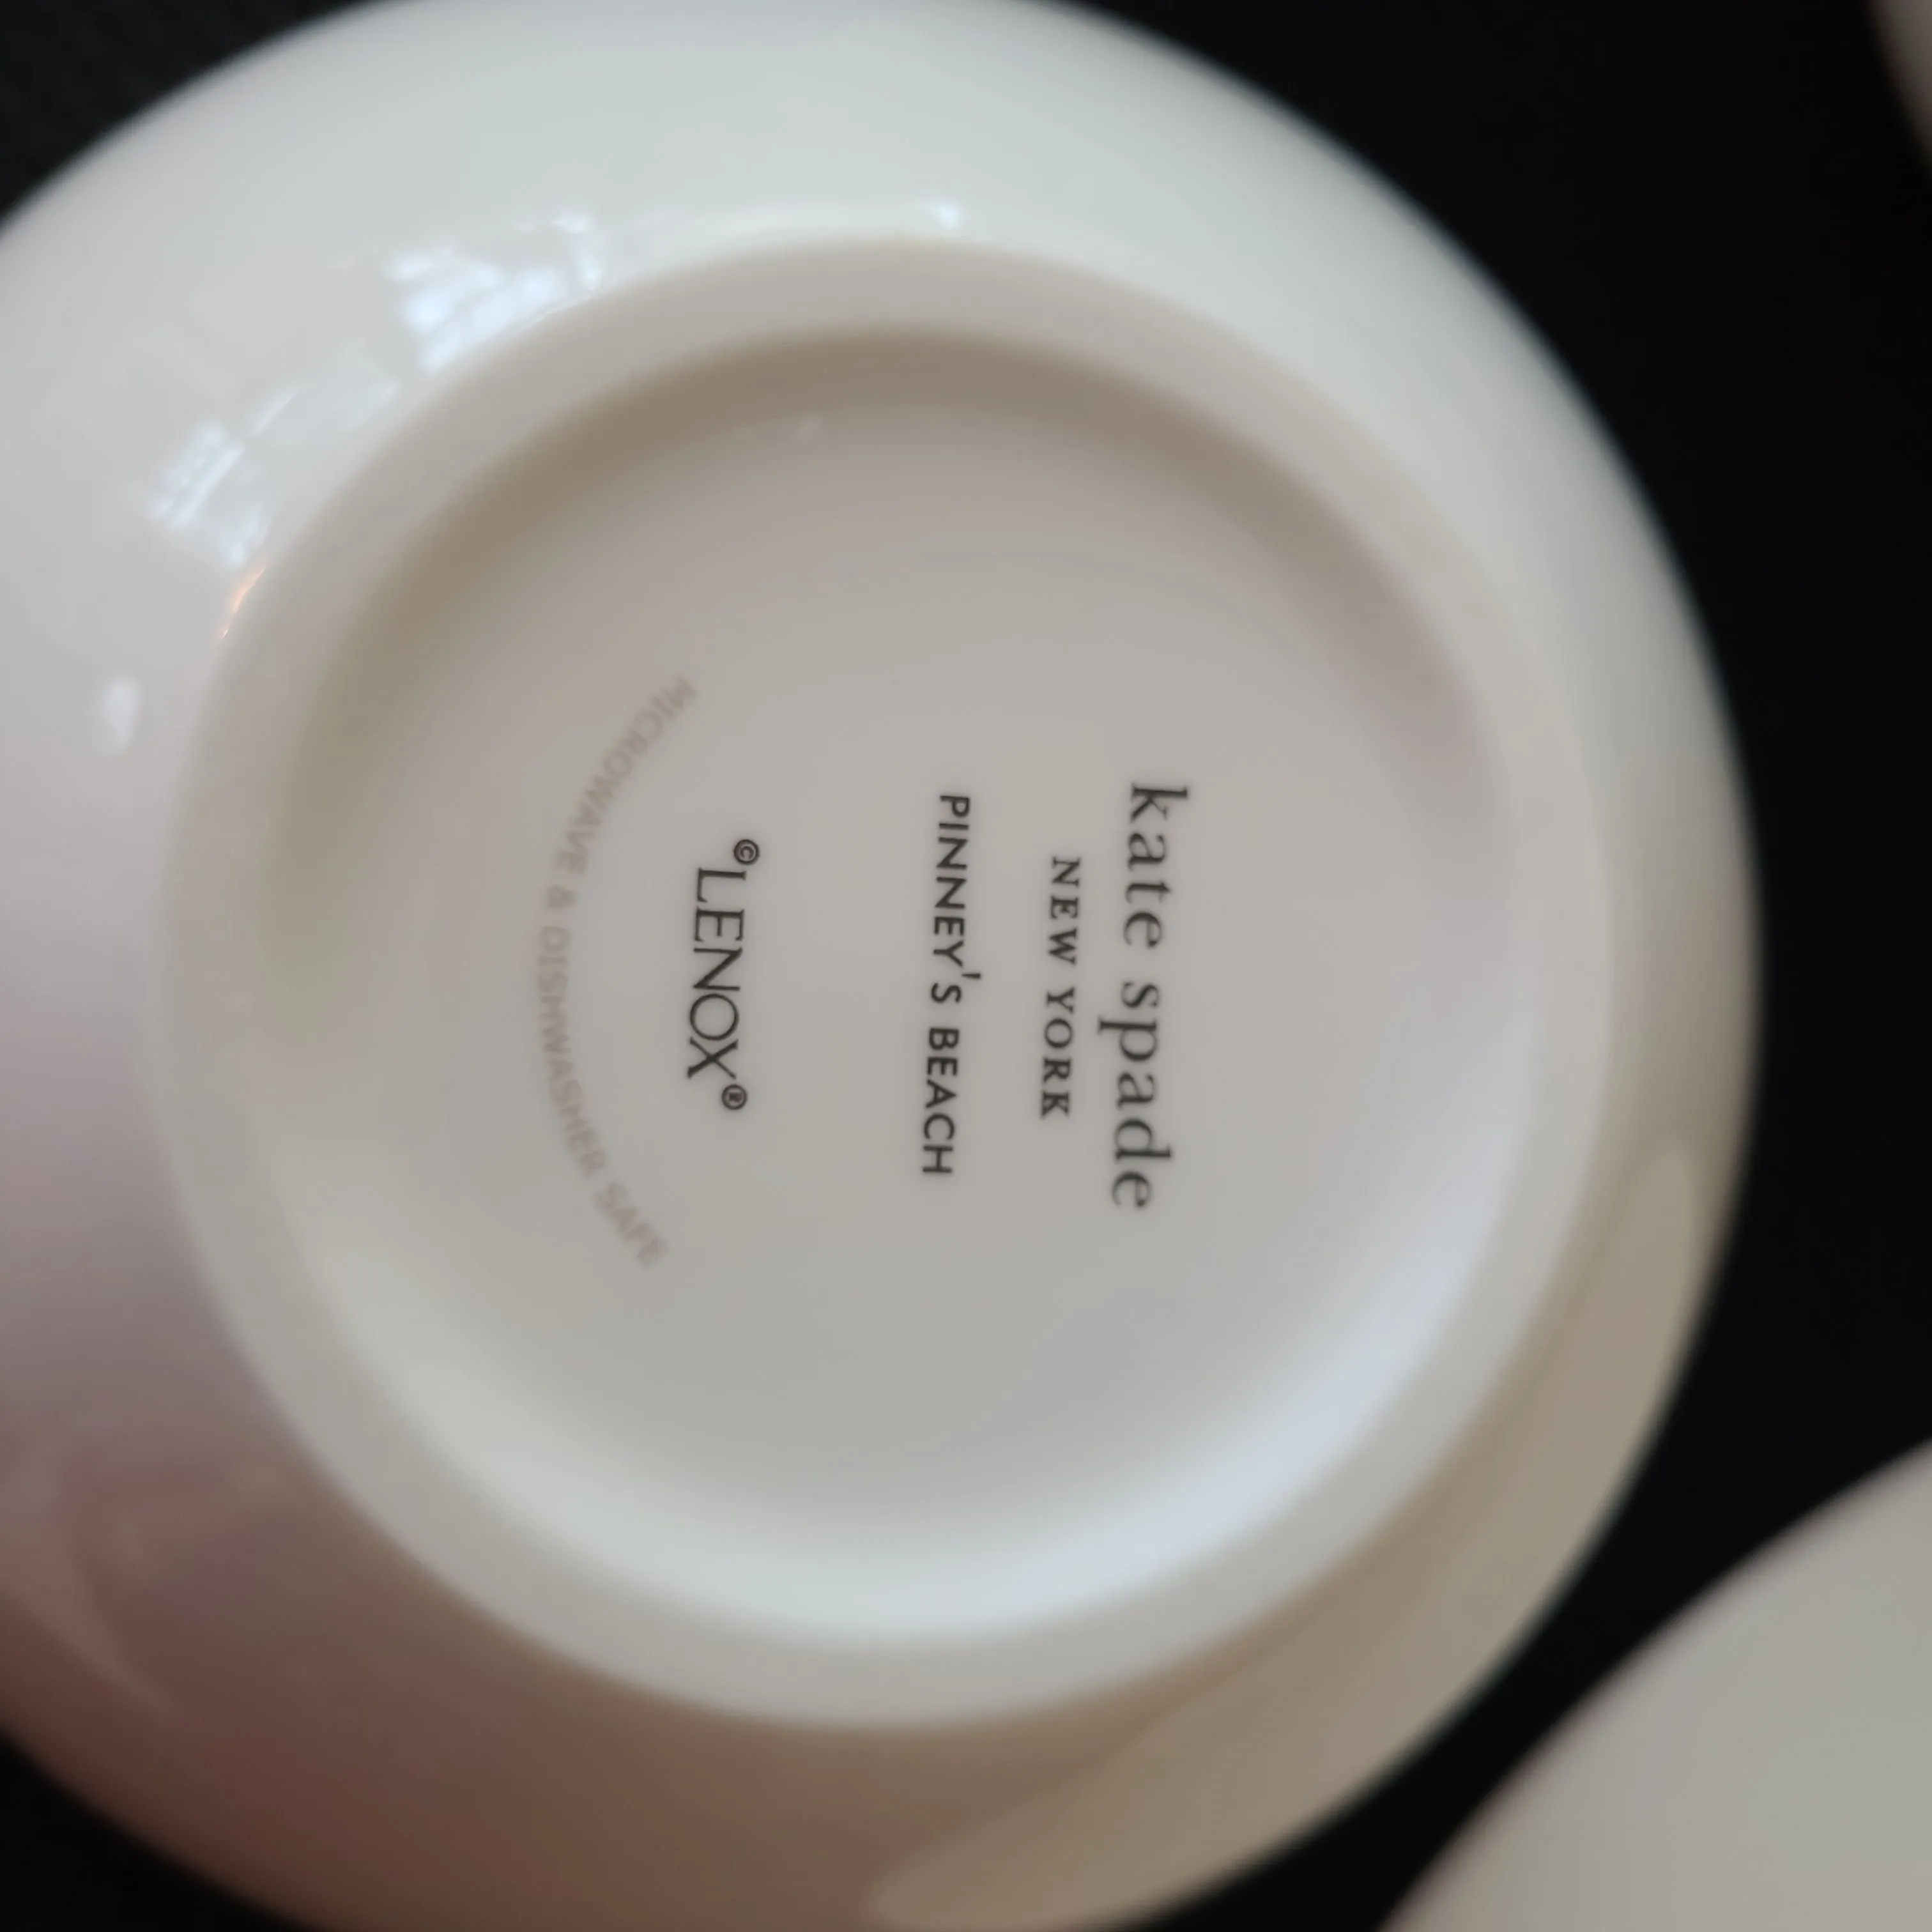 kate spade
NEW YORK
PINNEY'S BEACH
©LENOX®
MICROWAVE & DISHWASHER SAFE